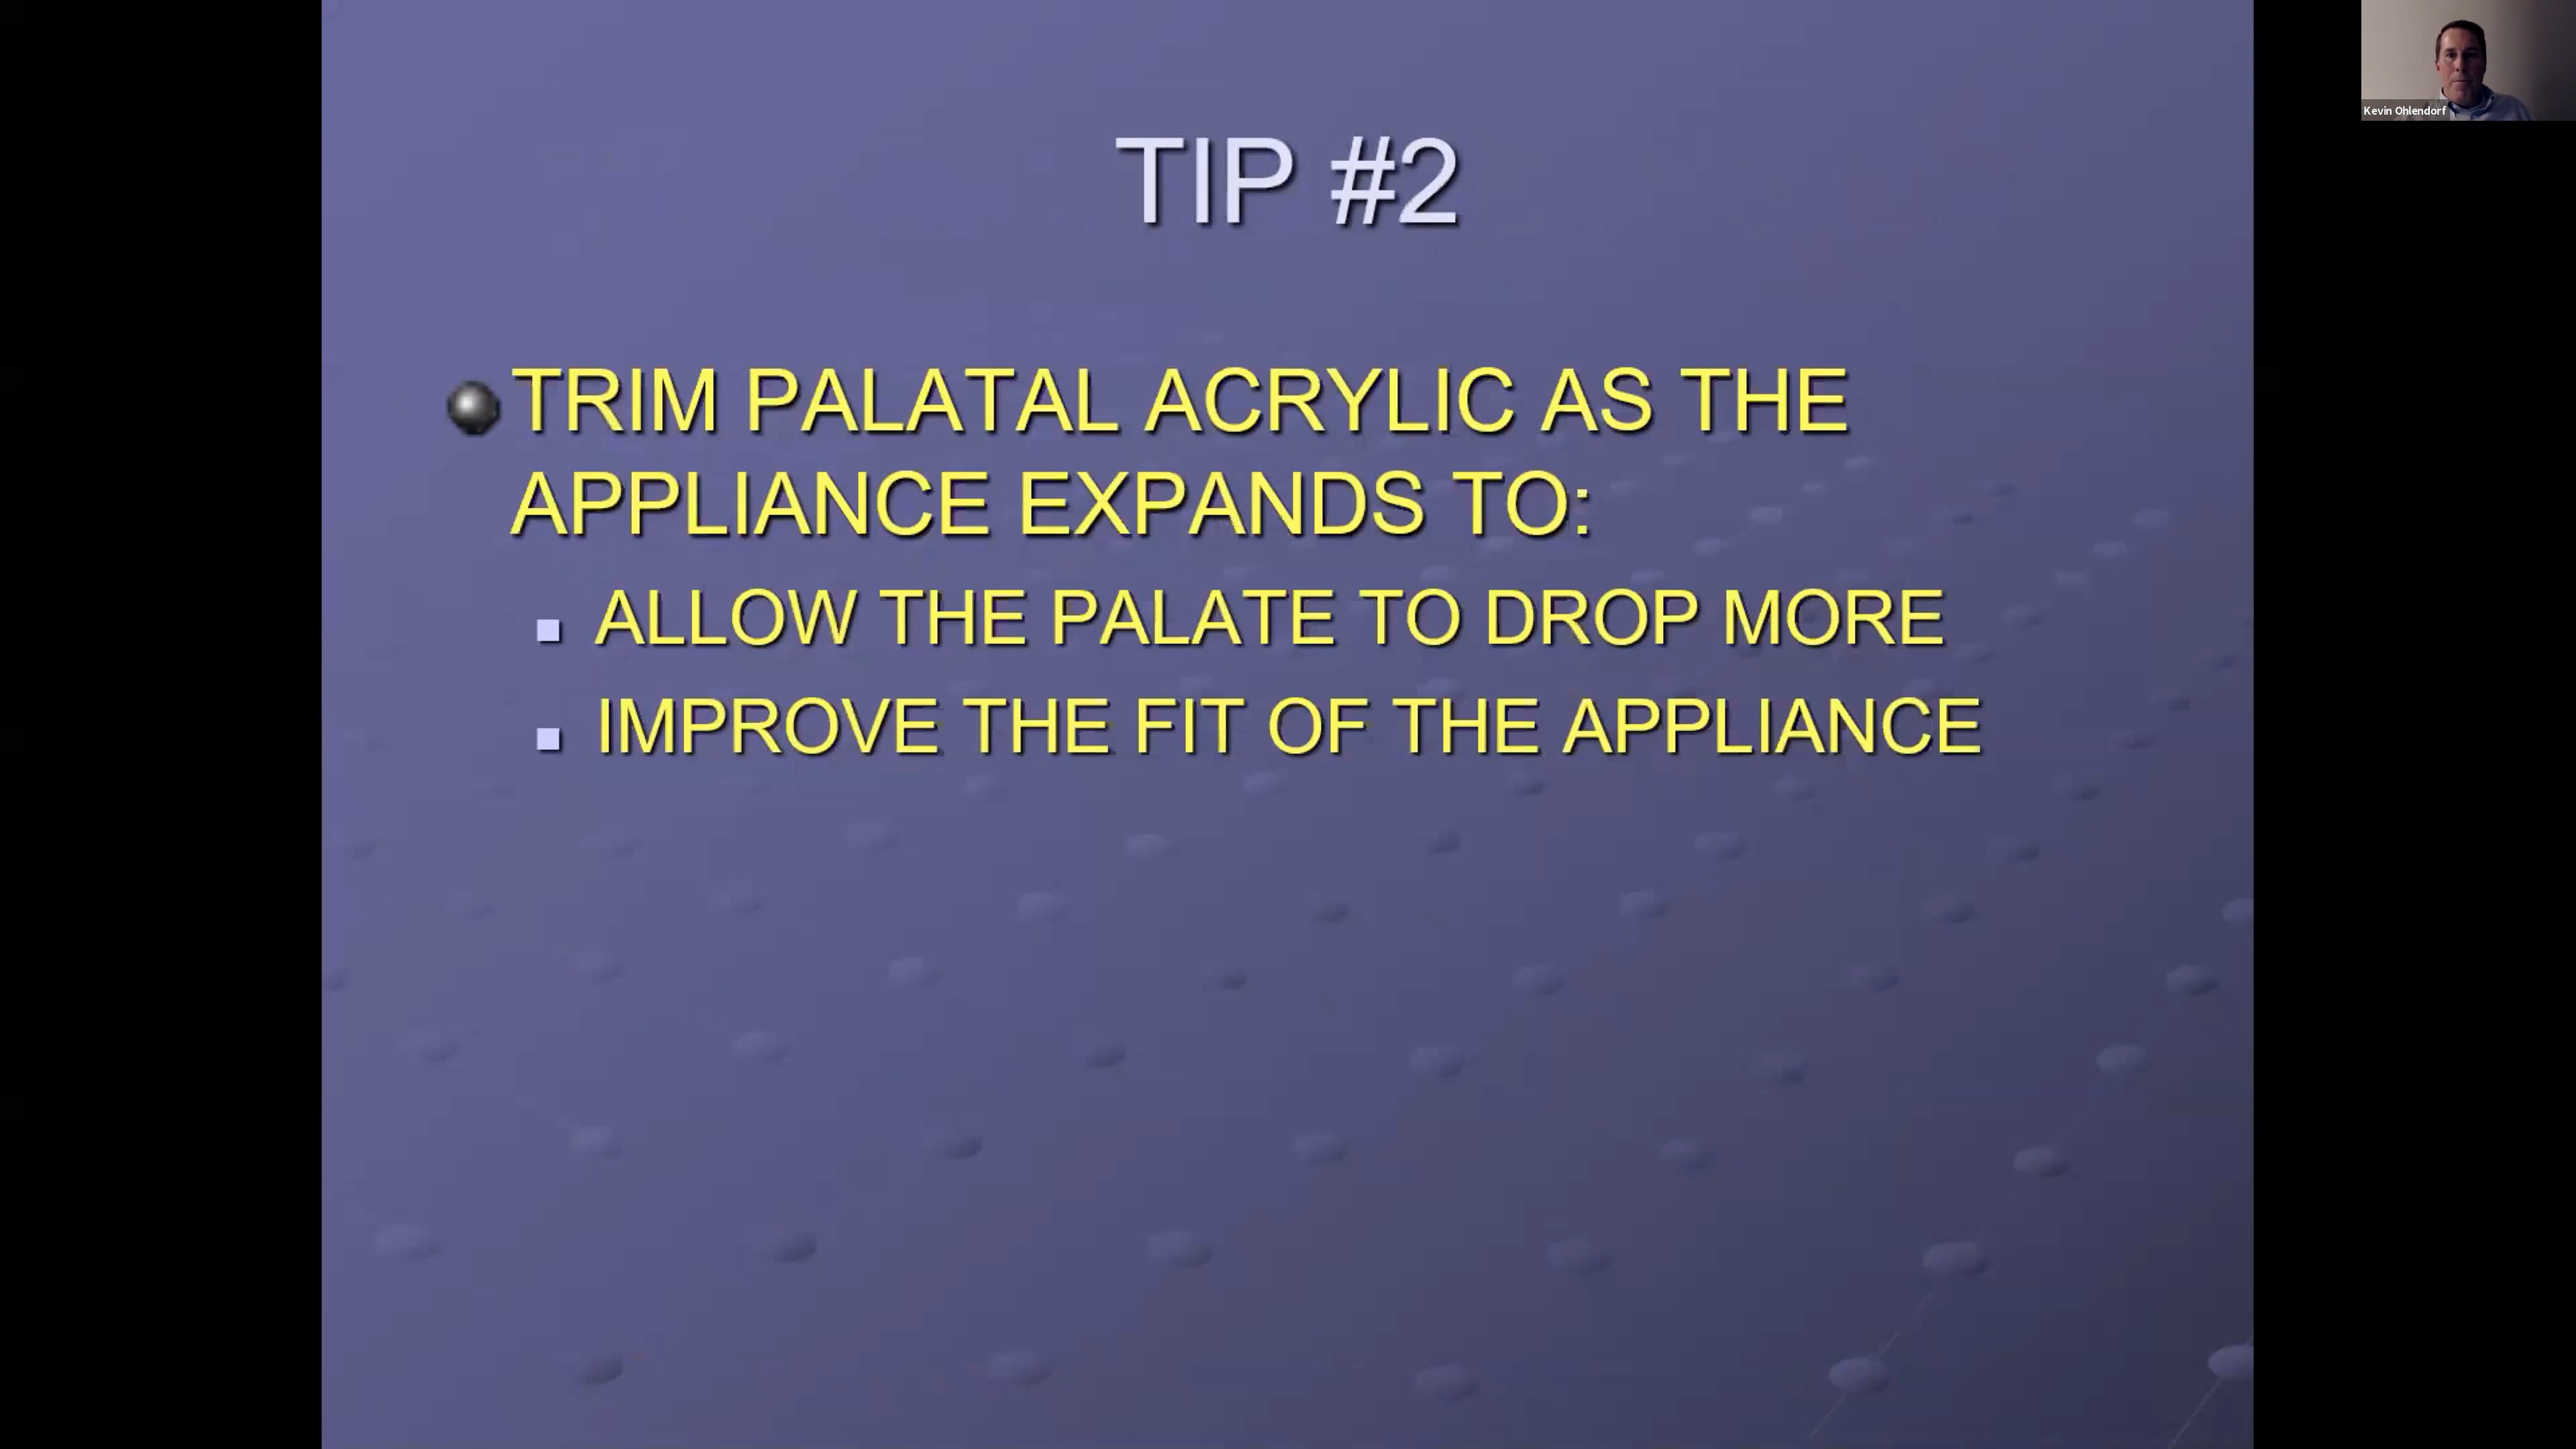 Kevin Ohlendorf
TIP #2
TRIM PALATAL ACRYLIC AS THE
APPLIANCE EXPANDS TO:
ALLOW THE PALATE TO DROP MORE
IMPROVE THE FIT OF THE APPLIANCE